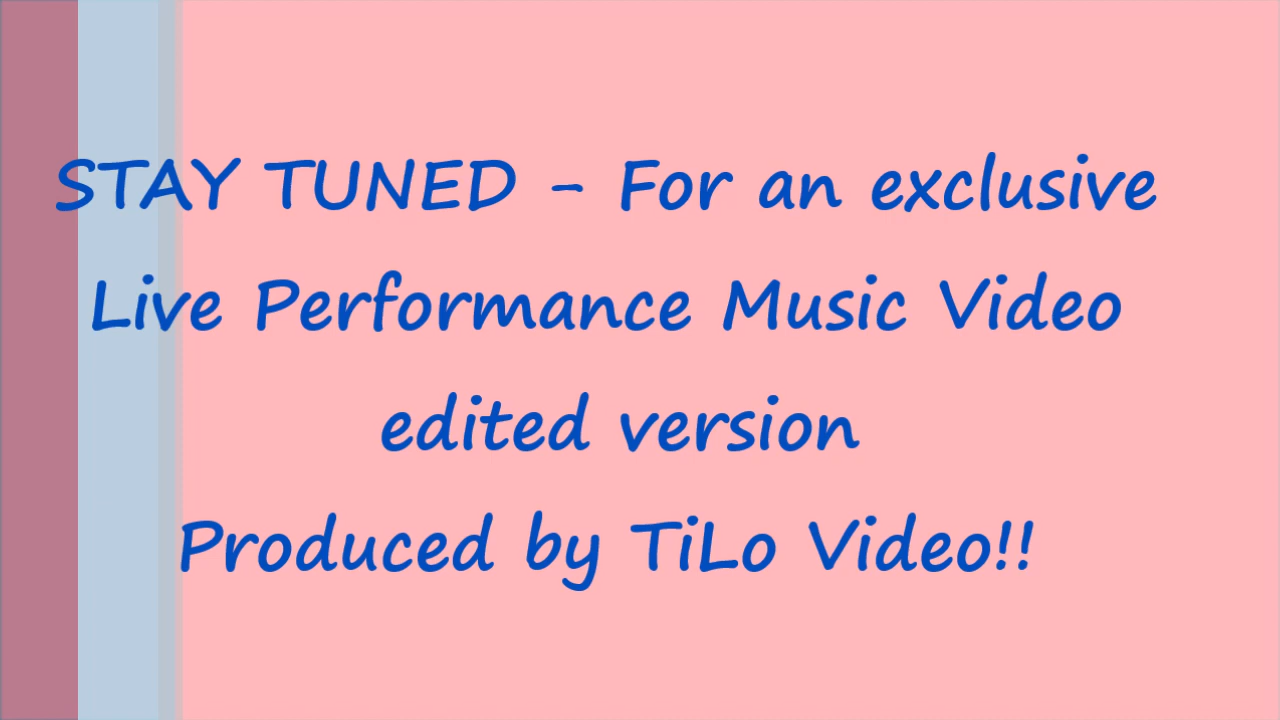 STAY TUNED - For an exclusive
Live Performance Music Video
edited version
Produced by TiLo Video!!